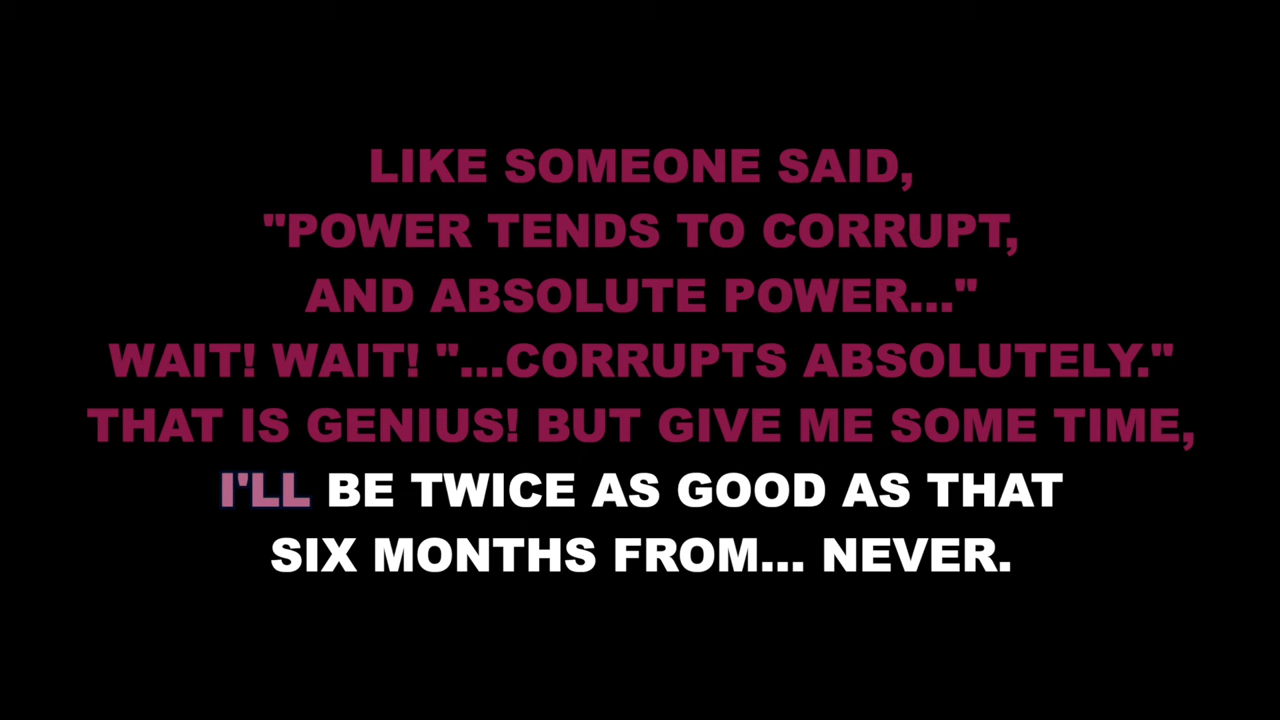 LIKE SOMEONE SAID,
"POWER TENDS TO CORRUPT,
AND ABSOLUTE POWER..."
WAIT! WAIT! "...CORRUPTS ABSOLUTELY."
THAT IS GENIUS! BUT GIVE ME SOME TIME,
I'LL BE TWICE AS GOOD AS THAT
SIX MONTHS FROM... NEVER.